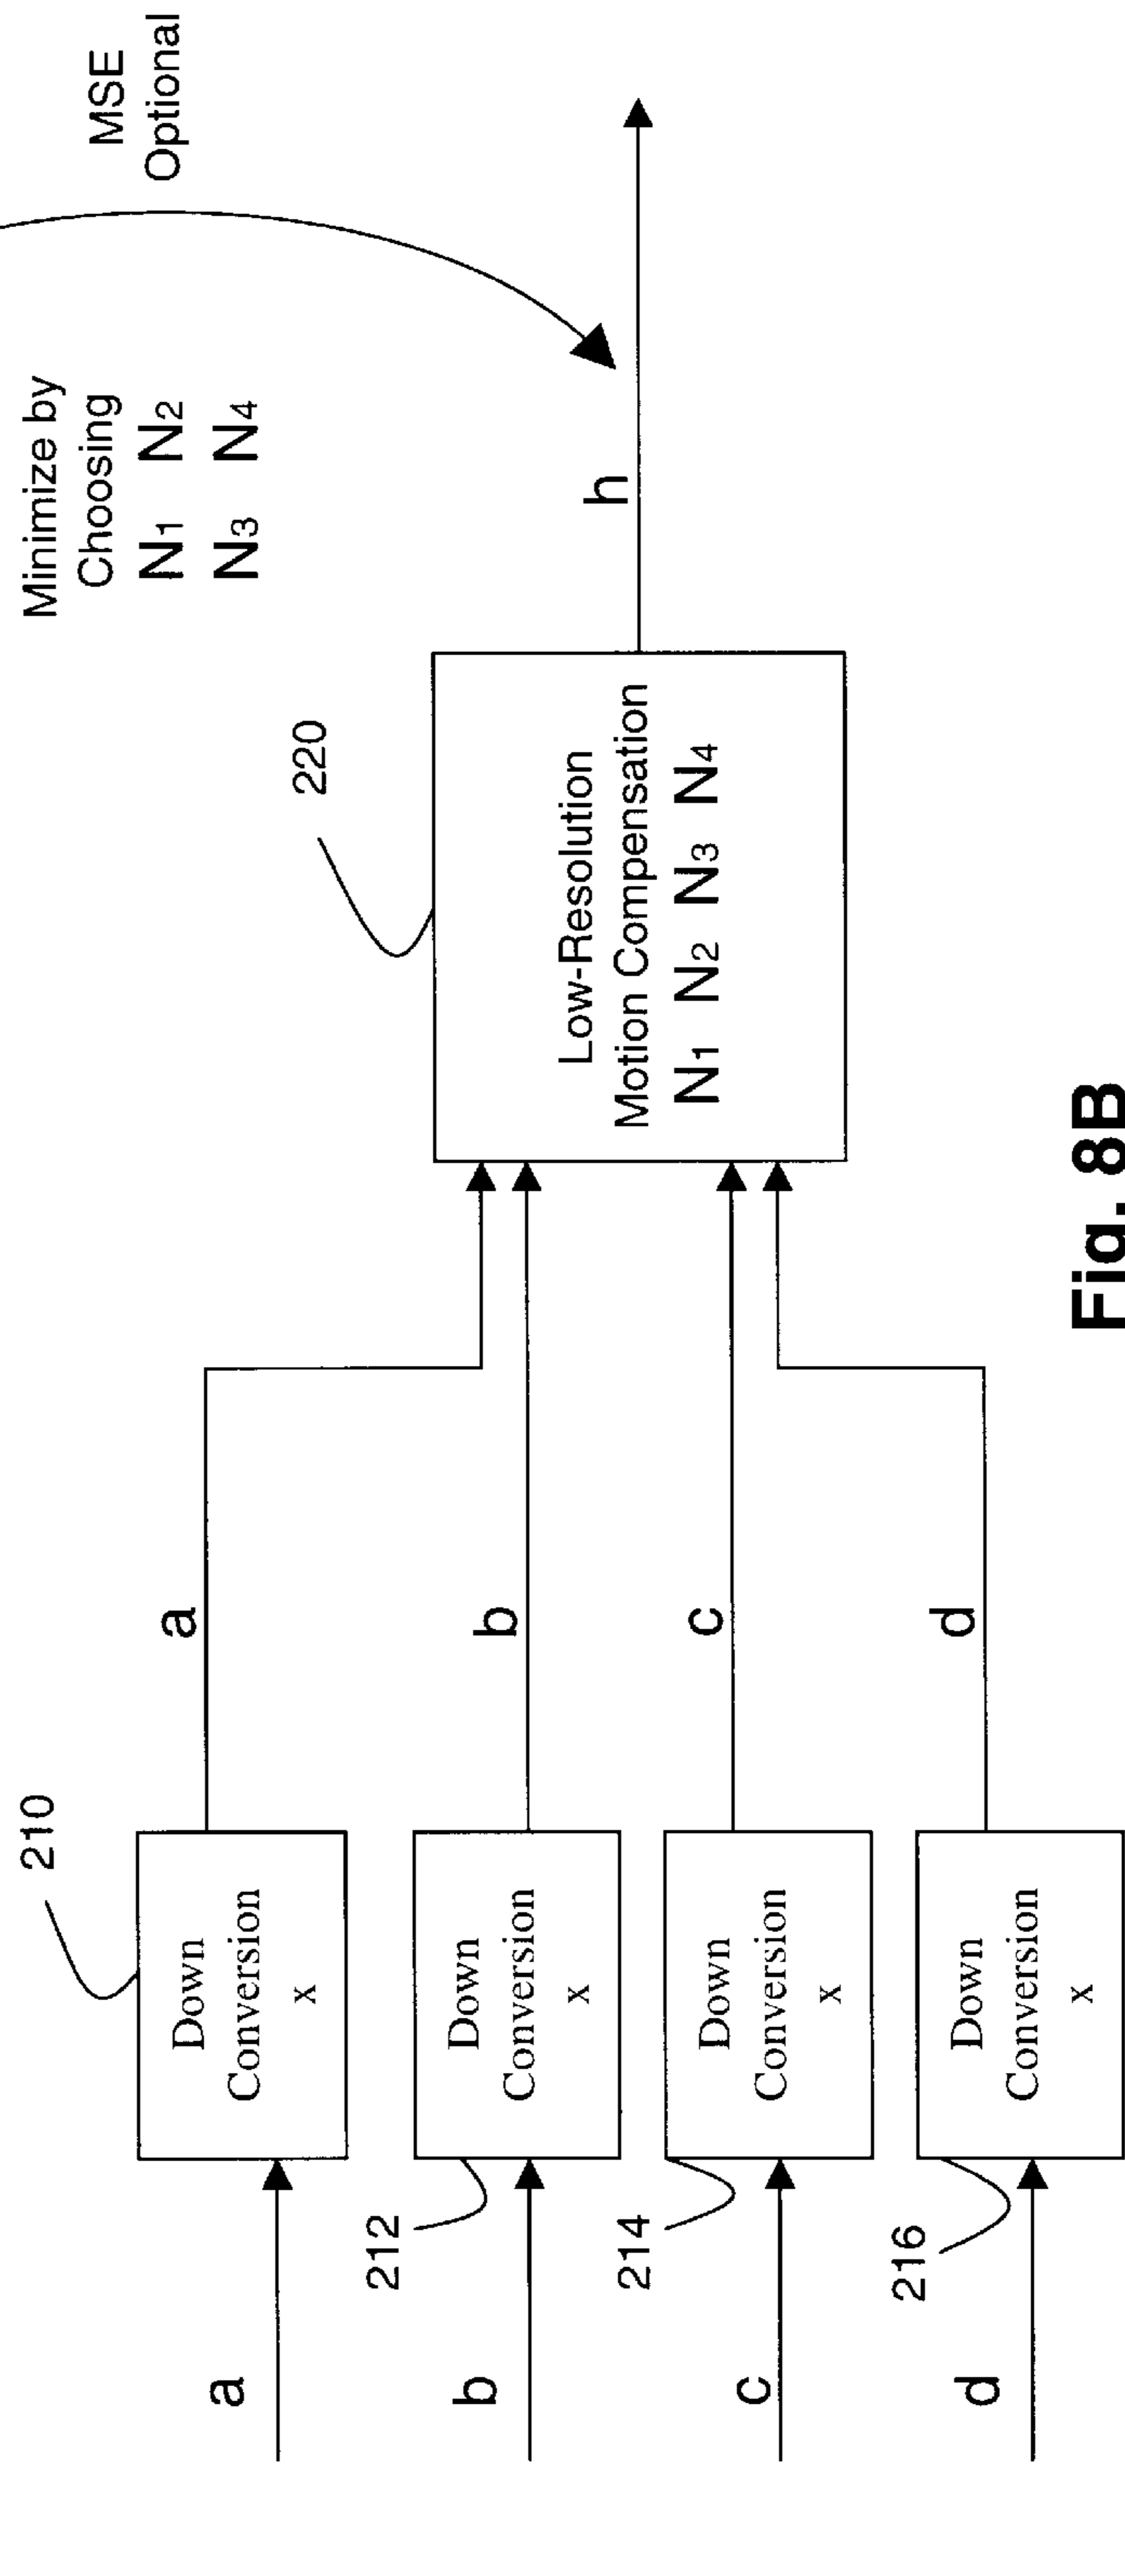 MSE
Optional
Minimize by
Choosing
N1 N2
N3 N4
210
a
Down
Conversion
x
a
212
b
Down
Conversion
x
b
214
c
Down
Conversion
x
c
216
d
Down
Conversion
x
d
220
Low-Resolution
Motion Compensation
N1 N2 N3 N4
h
Fig. 8B